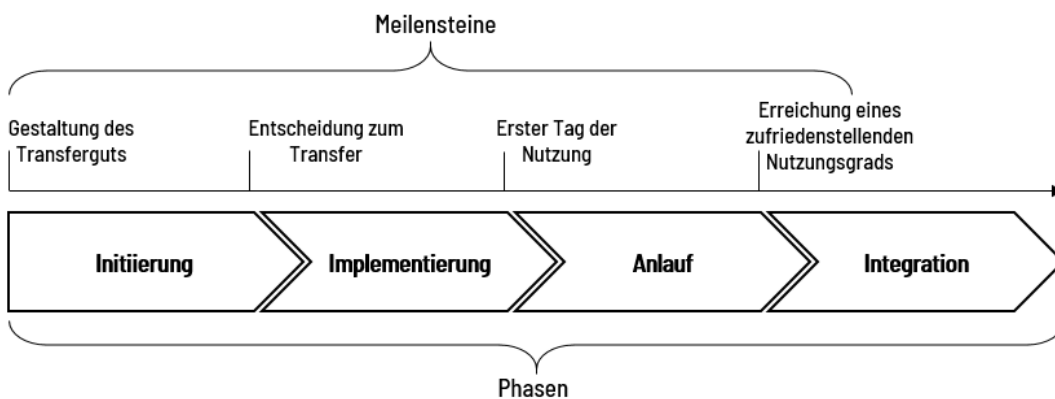 Meilensteine
Gestaltung des
Transferguts
Entscheidung zum
Transfer
Erster Tag der
Nutzung
Erreichung eines
zufriedenstellenden
Nutzungsgrads
Initiierung
Implementierung
Anlauf
Integration
Phasen